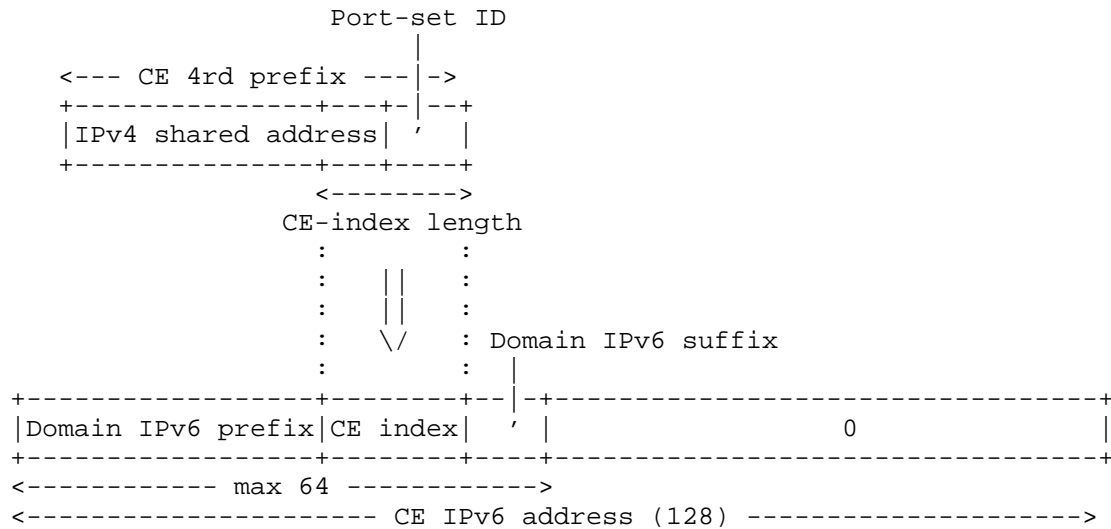 Port-set ID
                               |
   <--- CE 4rd prefix ---|->
   +----------------+---+-|--+
   |IPv4 shared address| ’  |
   +----------------+---+----+
                    <-------->
                 CE-index length
                    :        :
                    :   ||   :
                    :   ||   :
                    :   \/   : Domain IPv6 suffix
                    :        :  |
+-------------------+--------+--|-+-----------------------------------+
|Domain IPv6 prefix|CE index|  ’ |                  0                |
+-------------------+--------+----+-----------------------------------+
<------------ max 64 ------------>
<----------------------- CE IPv6 address (128) ---------------------->